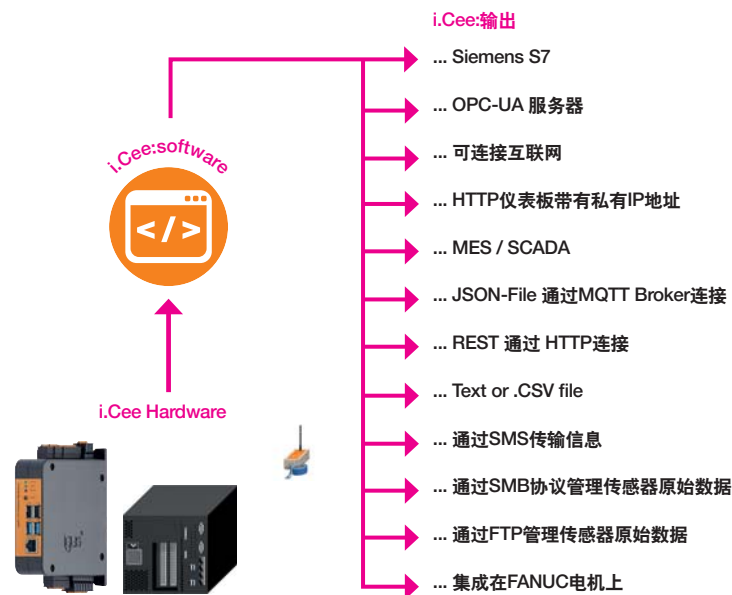 i.Cee:输出
... Siemens S7
... OPC-UA 服务器
... 可连接互联网
... HTTP仪表板带有私有IP地址
... MES / SCADA
... JSON-File 通过MQTT Broker连接
... REST 通过 HTTP连接
... Text or .CSV file
... 通过SMS传输信息
... 通过SMB协议管理传感器原始数据
... 通过FTP管理传感器原始数据
... 集成在FANUC电机上
i.Cee:software
</>
i.Cee Hardware
igus